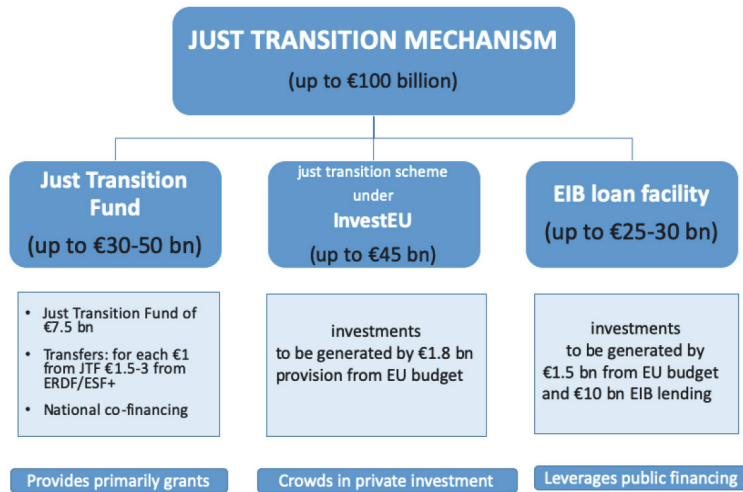 JUST TRANSITION MECHANISM
(up to €100 billion)
Just Transition
Fund
(up to €30-50 bn)
just transition scheme
under
InvestEU
(up to €45 bn)
EIB loan facility
(up to €25-30 bn)
• Just Transition Fund of
€7.5 bn
• Transfers: for each €1
from JTF €1.5-3 from
ERDF/ESF+
• National co-financing
investments
to be generated by €1.8 bn
provision from EU budget
investments
to be generated by
€1.5 bn from EU budget
and €10 bn EIB lending
Provides primarily grants
Crowds in private investment
Leverages public financing